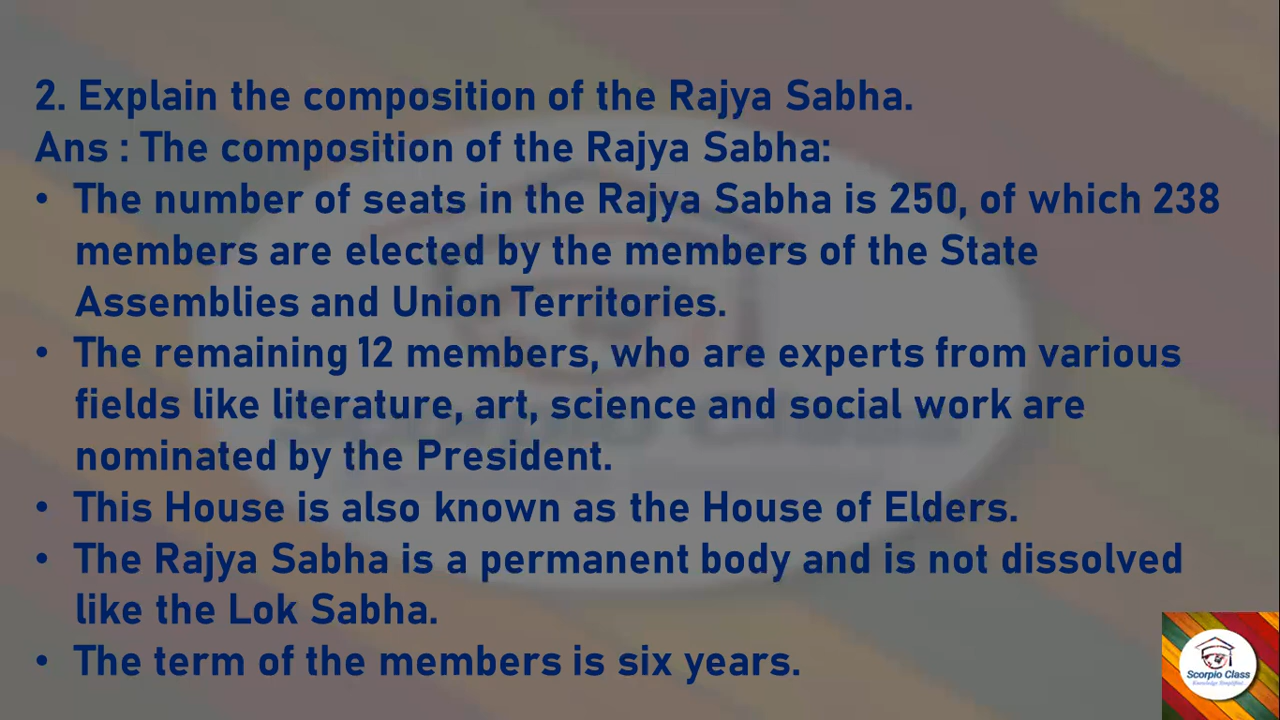 2. Explain the composition of the Rajya Sabha.
Ans : The composition of the Rajya Sabha:
• The number of seats in the Rajya Sabha is 250, of which 238
members are elected by the members of the State
Assemblies and Union Territories.
• The remaining 12 members, who are experts from various
fields like literature, art, science and social work are
nominated by the President.
• This House is also known as the House of Elders.
• The Rajya Sabha is a permanent body and is not dissolved
like the Lok Sabha.
• The term of the members is six years.
Scorpio Class
Knowledge Simplified